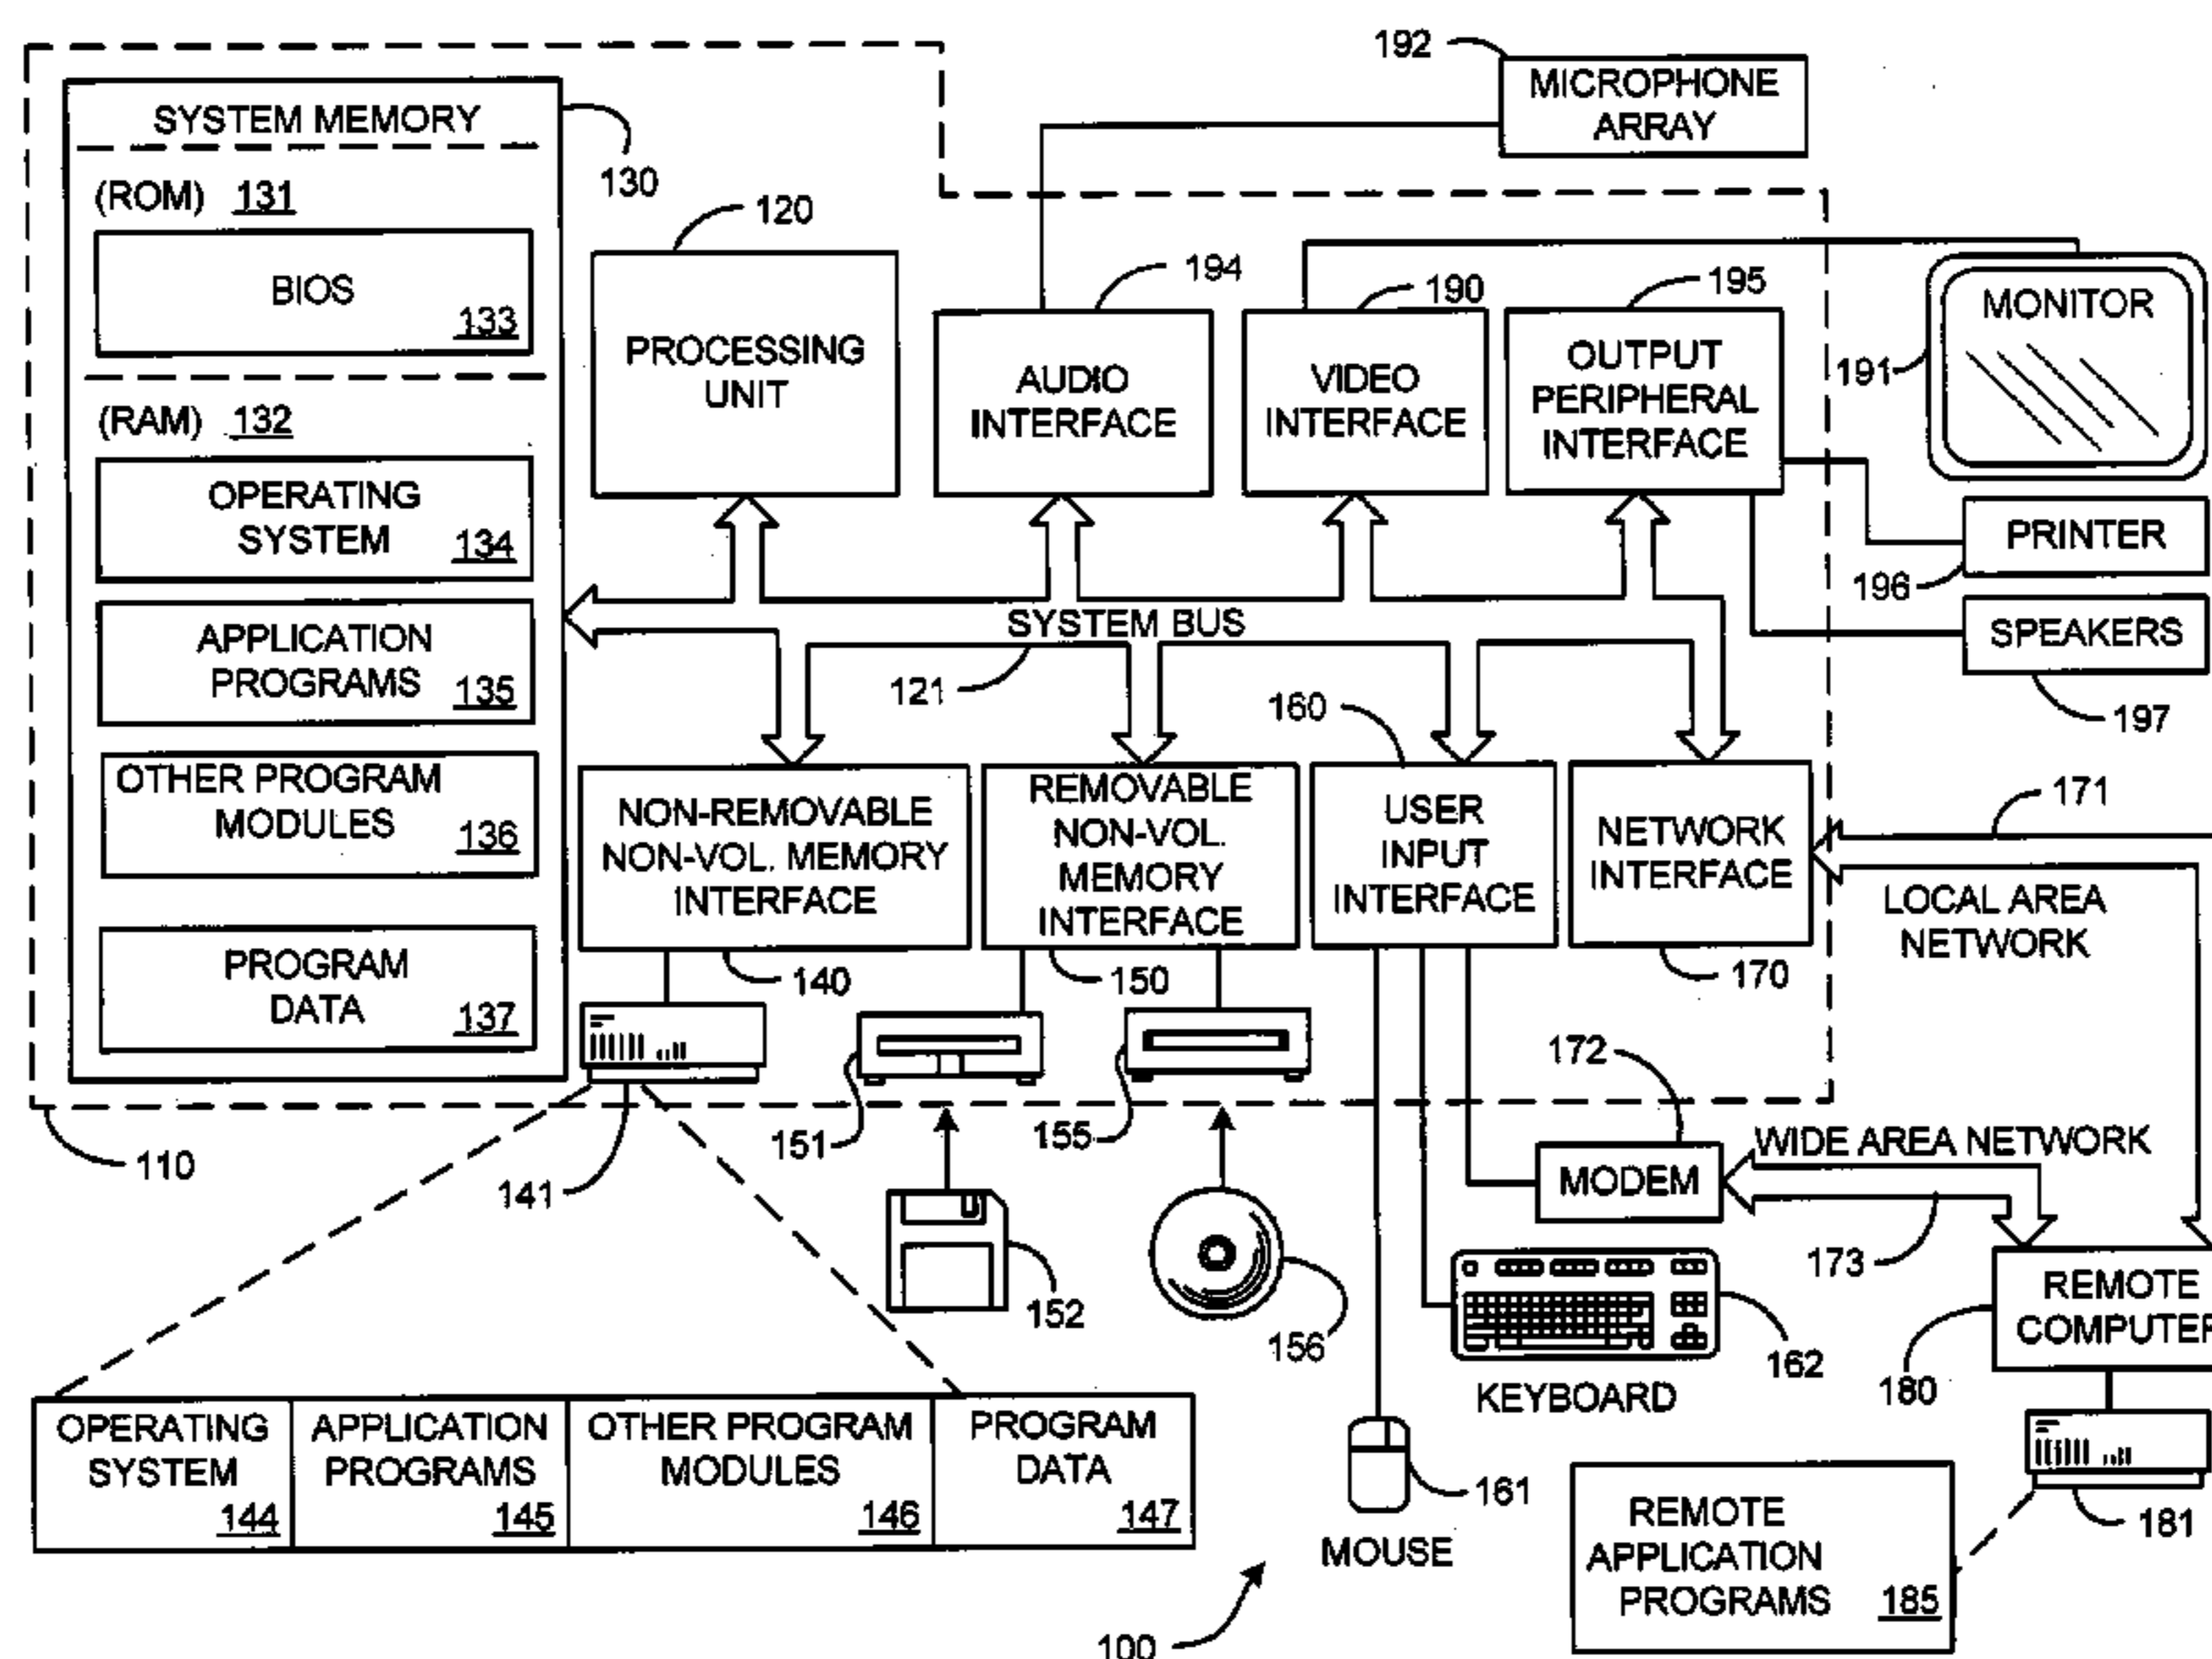 192
MICROPHONE
ARRAY
SYSTEM MEMORY
130
(ROM) 131
BIOS
133
(RAM) 132
OPERATING
SYSTEM 134
APPLICATION
PROGRAMS 135
OTHER PROGRAM
MODULES 136
PROGRAM
DATA 137
120
PROCESSING
UNIT
194
AUDIO
INTERFACE
190
VIDEO
INTERFACE
195
OUTPUT
PERIPHERAL
INTERFACE
MONITOR
191
PRINTER
196
SPEAKERS
197
SYSTEM BUS
121
160
NON-REMOVABLE
NON-VOL. MEMORY
INTERFACE
140
REMOVABLE
NON-VOL.
MEMORY
INTERFACE
150
USER
INPUT
INTERFACE
NETWORK
INTERFACE
170
171
LOCAL AREA
NETWORK
172
110
141
151
155
152
156
MODEM
WIDE AREA NETWORK
173
162
KEYBOARD
REMOTE
COMPUTER
180
181
161
MOUSE
OPERATING
SYSTEM
144
APPLICATION
PROGRAMS
145
OTHER PROGRAM
MODULES
146
PROGRAM
DATA
147
REMOTE
APPLICATION
PROGRAMS 185
100